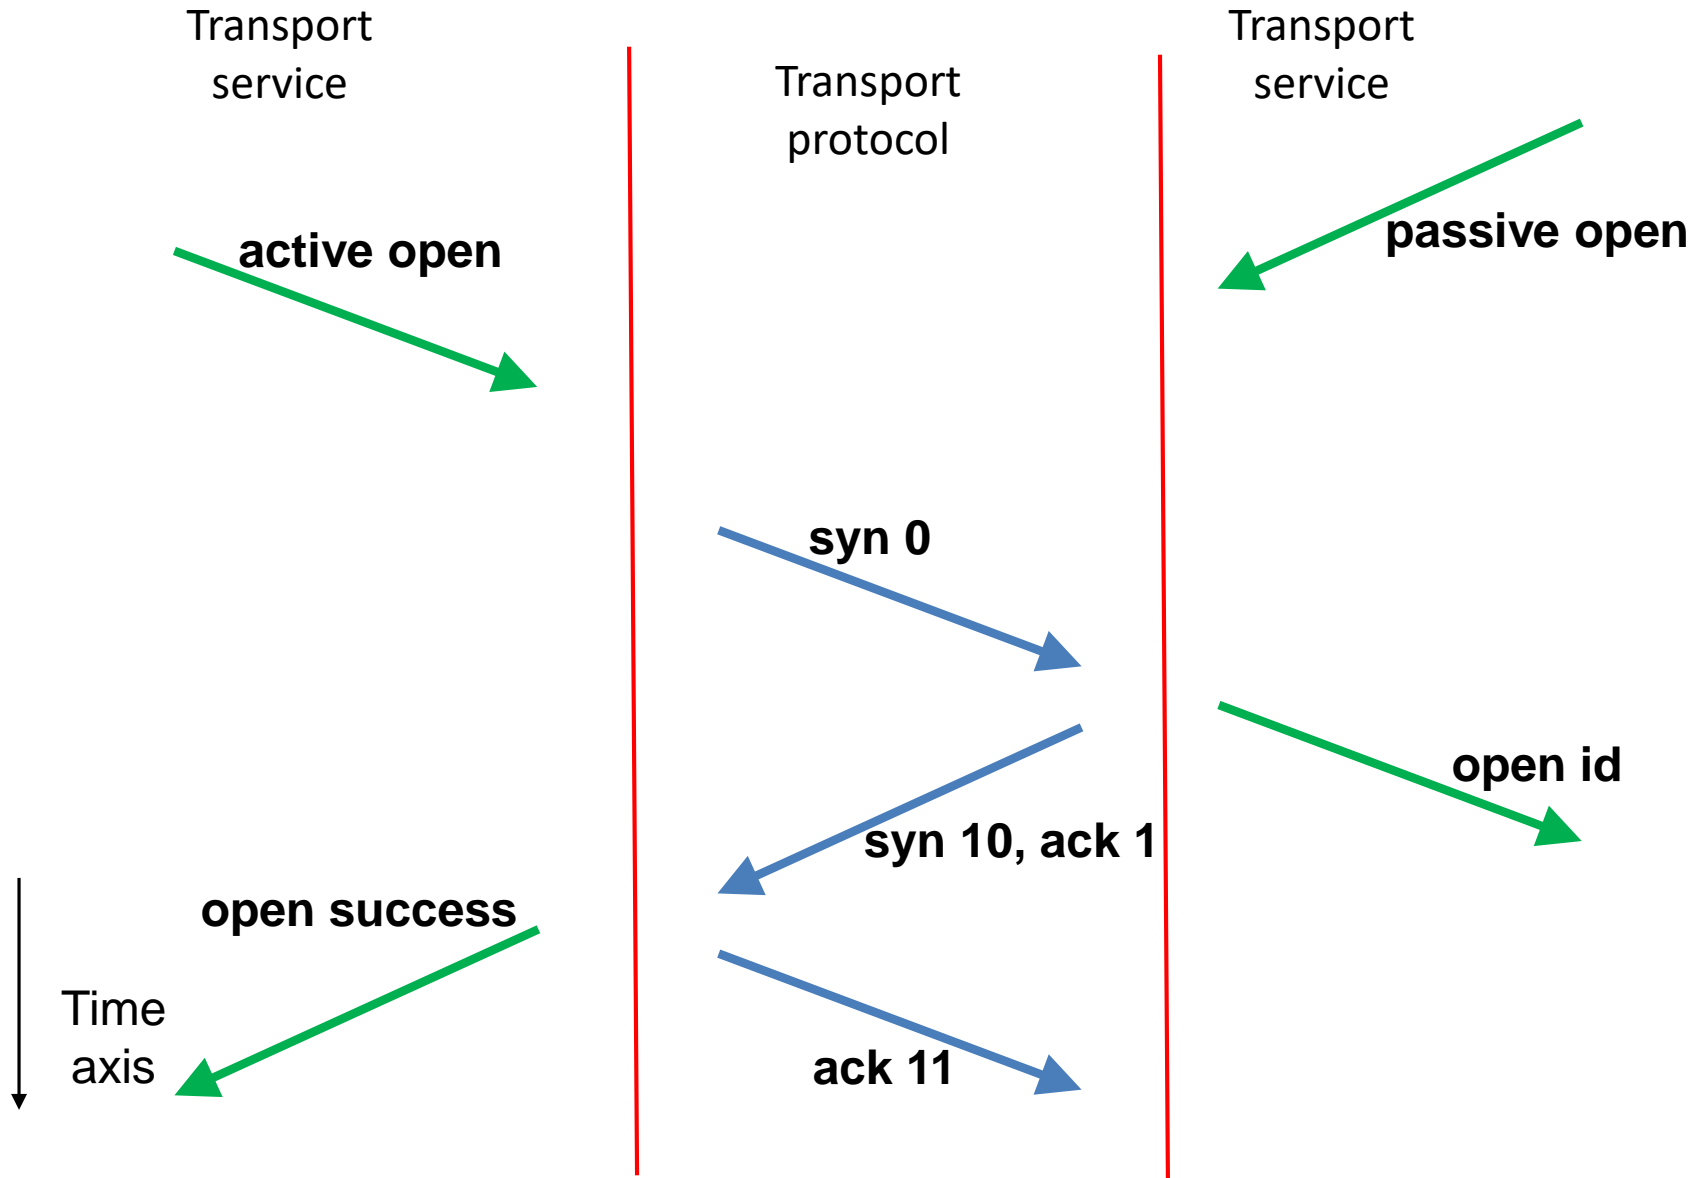 Transport
service
Transport
protocol
Transport
service
passive open
active open
syn 0
open id
syn 10, ack 1
open success
Time
axis
ack 11